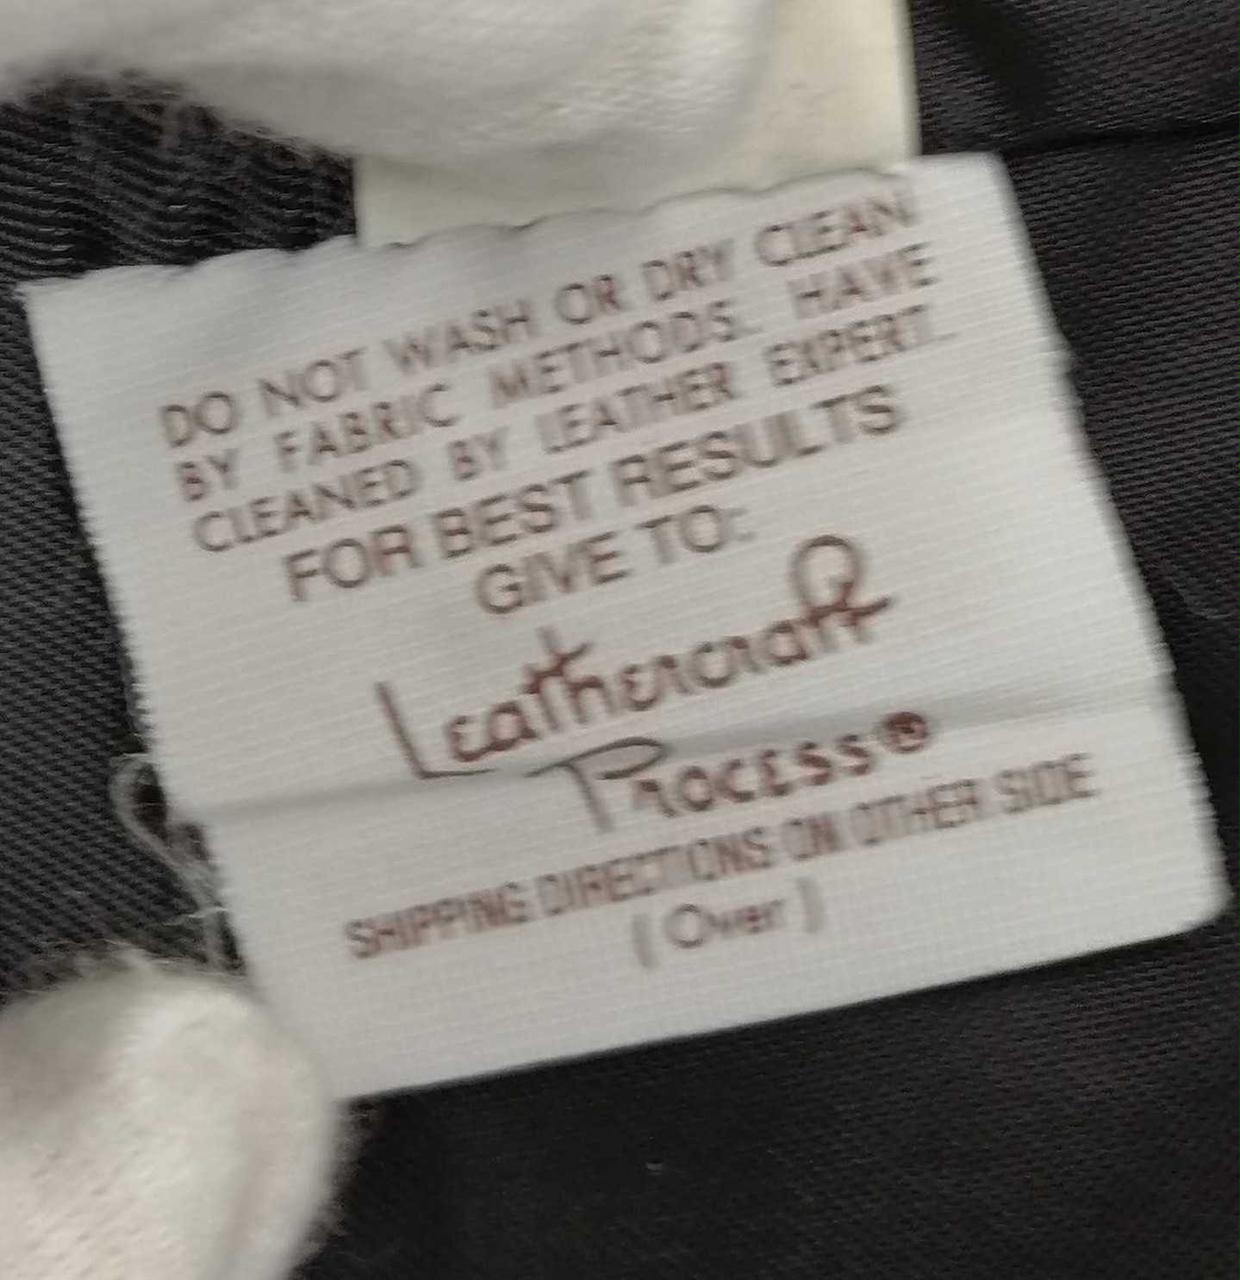 DO NOT WASH OR DRY CLEAN
BY FABRIC METHODS. HAVE
CLEANED BY LEATHER EXPERT.
FOR BEST RESULTS
GIVE TO:
Leathercraft
Process®
SHIPPING DIRECTIONS ON OTHER SIDE
(Over)